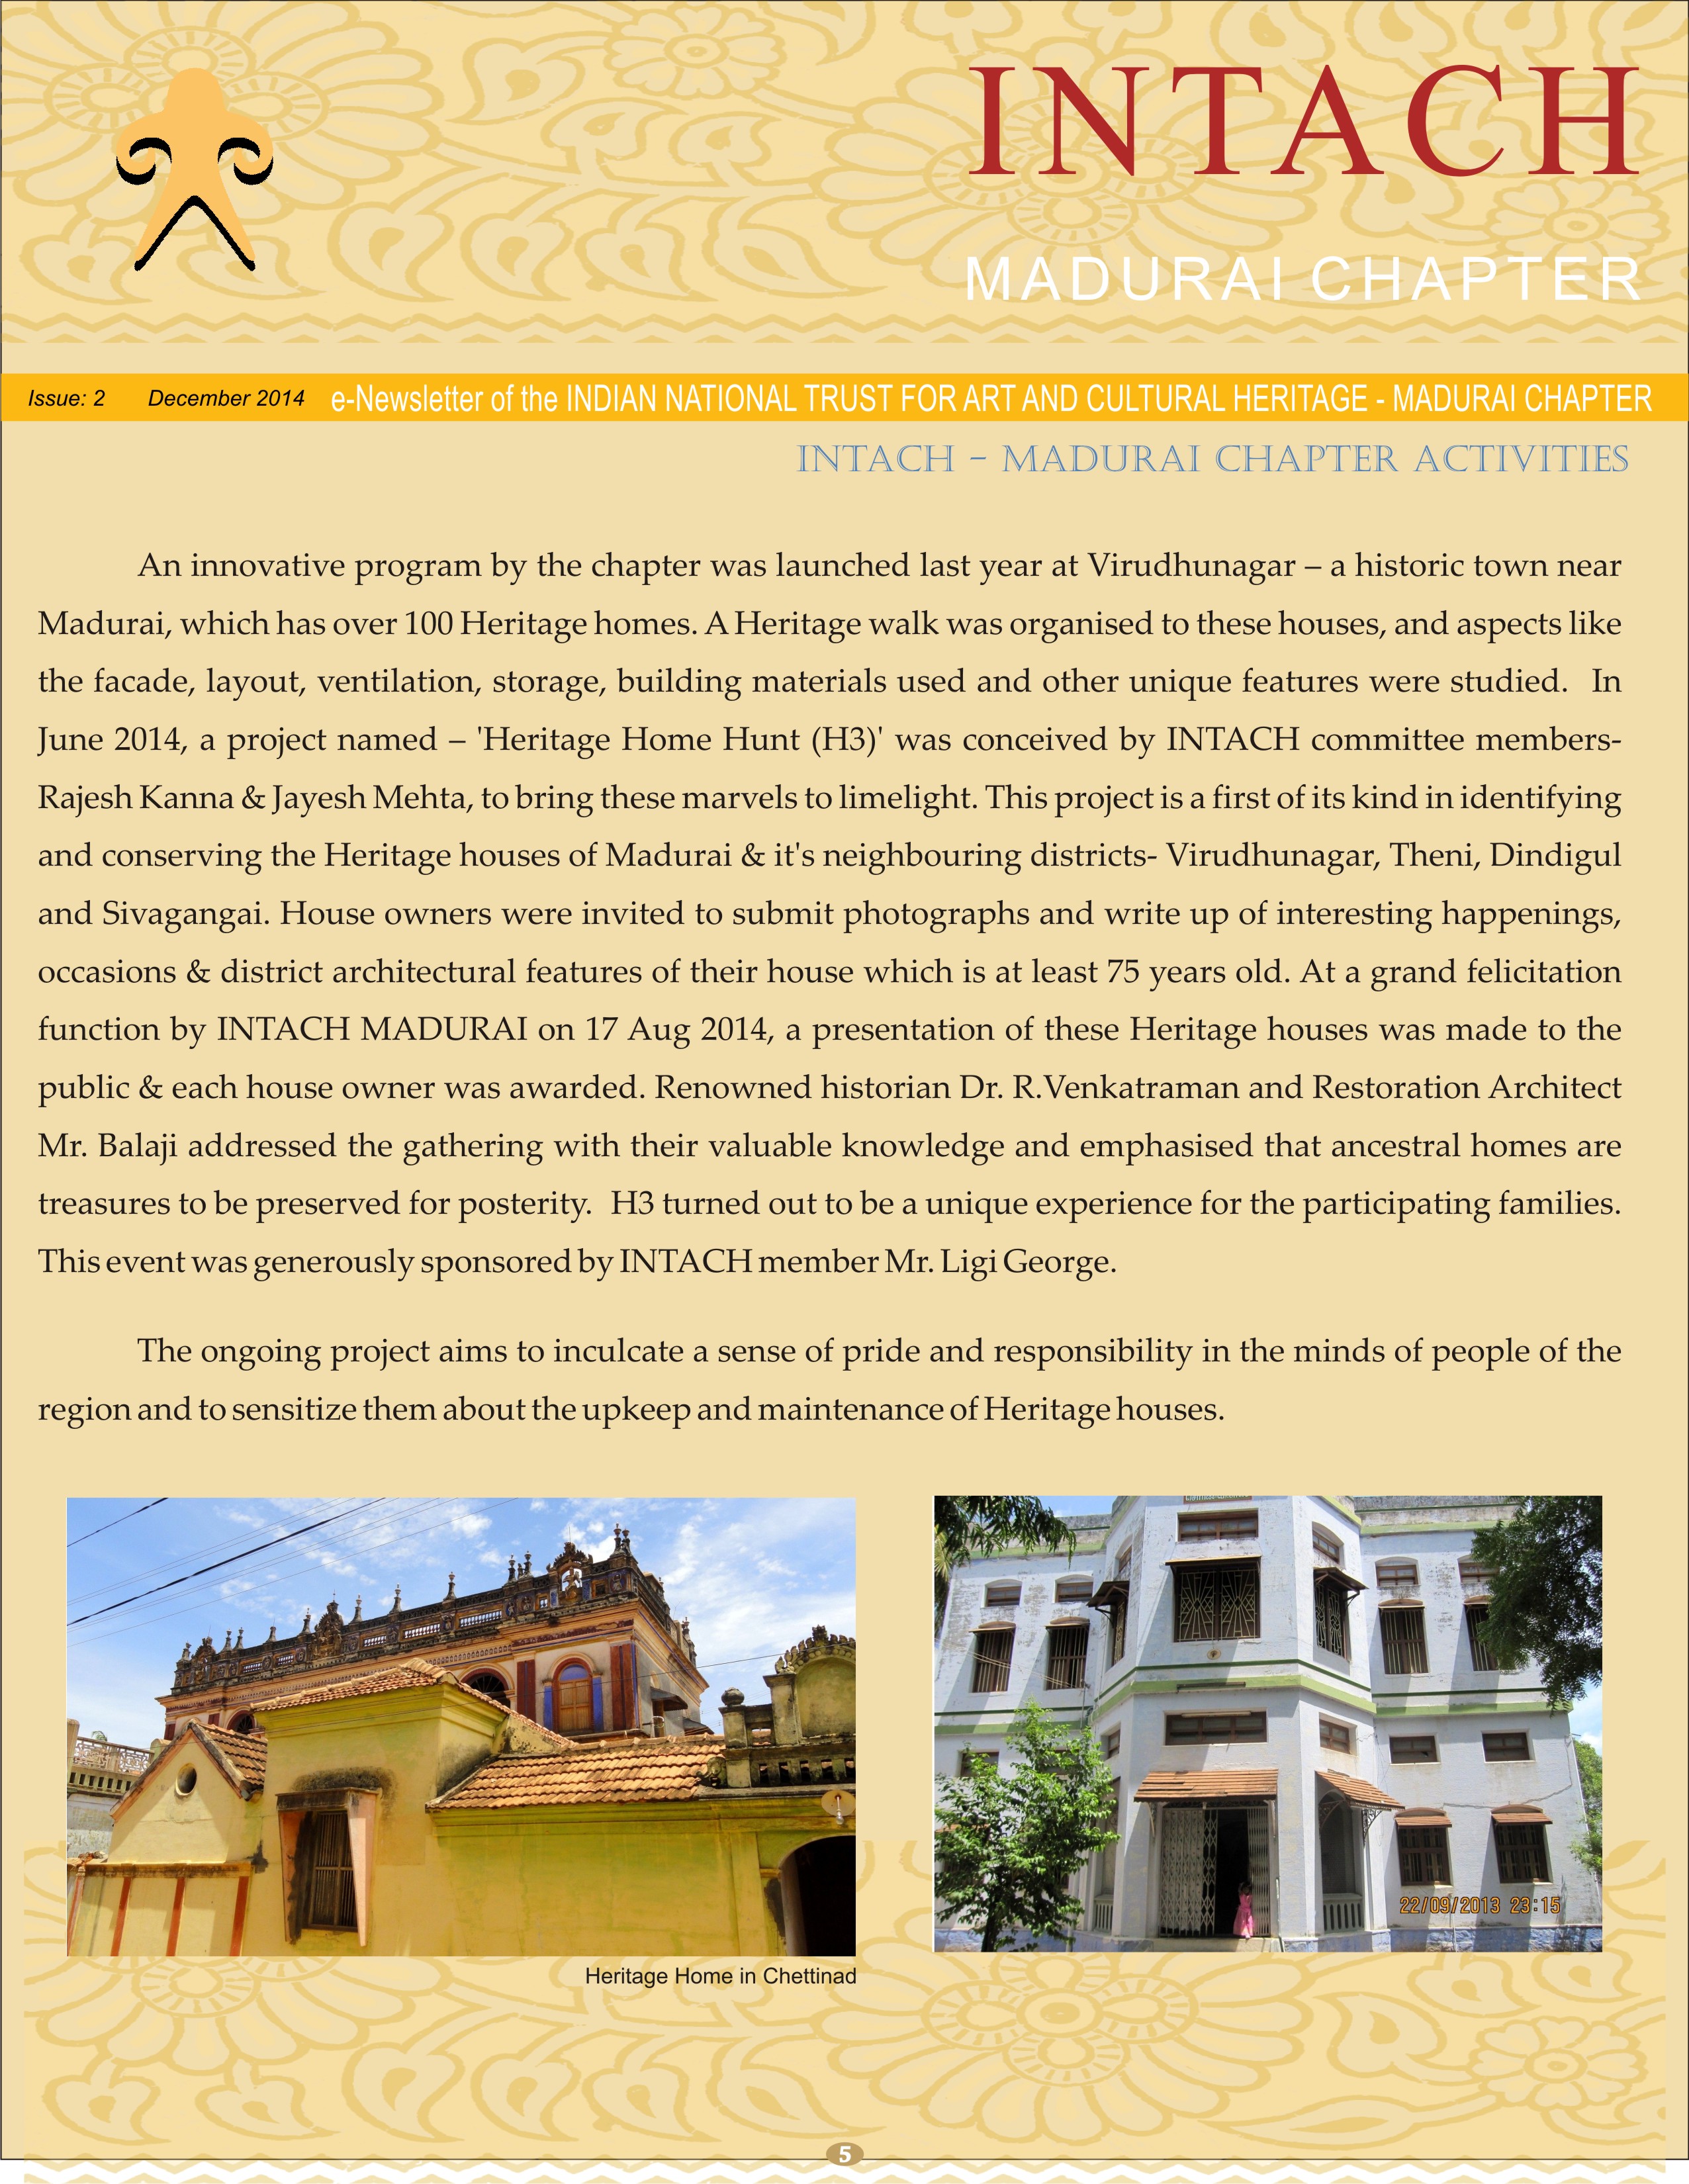 INTACH
MADURAI CHAPTER
Issue: 2 December 2014 e-Newsletter of the INDIAN NATIONAL TRUST FOR ART AND CULTURAL HERITAGE - MADURAI CHAPTER
INTACH - MADURAI CHAPTER ACTIVITIES
An innovative program by the chapter was launched last year at Virudhunagar – a historic town near
Madurai, which has over 100 Heritage homes. A Heritage walk was organised to these houses, and aspects like
the facade, layout, ventilation, storage, building materials used and other unique features were studied. In
June 2014, a project named – 'Heritage Home Hunt (H3)' was conceived by INTACH committee members-
Rajesh Kanna & Jayesh Mehta, to bring these marvels to limelight. This project is a first of its kind in identifying
and conserving the Heritage houses of Madurai & it's neighbouring districts- Virudhunagar, Theni, Dindigul
and Sivagangai. House owners were invited to submit photographs and write up of interesting happenings,
occasions & district architectural features of their house which is at least 75 years old. At a grand felicitation
function by INTACH MADURAI on 17 Aug 2014, a presentation of these Heritage houses was made to the
public & each house owner was awarded. Renowned historian Dr. R.Venkatraman and Restoration Architect
Mr. Balaji addressed the gathering with their valuable knowledge and emphasised that ancestral homes are
treasures to be preserved for posterity. H3 turned out to be a unique experience for the participating families.
This event was generously sponsored by INTACH member Mr. Ligi George.
The ongoing project aims to inculcate a sense of pride and responsibility in the minds of people of the
region and to sensitize them about the upkeep and maintenance of Heritage houses.
22/09/2013 23:15
Heritage Home in Chettinad
5